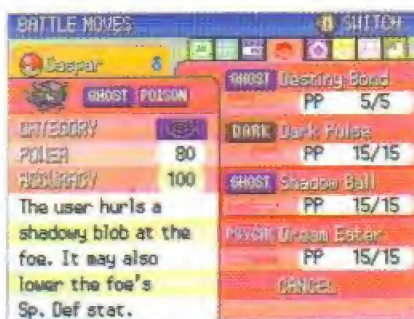 BATTLE MOVES
SWITCH
Gaspar ♂
GHOST POISON
CATEGORY
POWER 80
ACCURACY 100
The user hurls a
shadowy blob at the
foe. It may also
lower the foe's
Sp. Def stat.
GHOST Destiny Bond
PP 5/5
DARK Dark Pulse
PP 15/15
GHOST Shadow Ball
PP 15/15
PSYCHC Dream Eater
PP 15/15
CANCEL